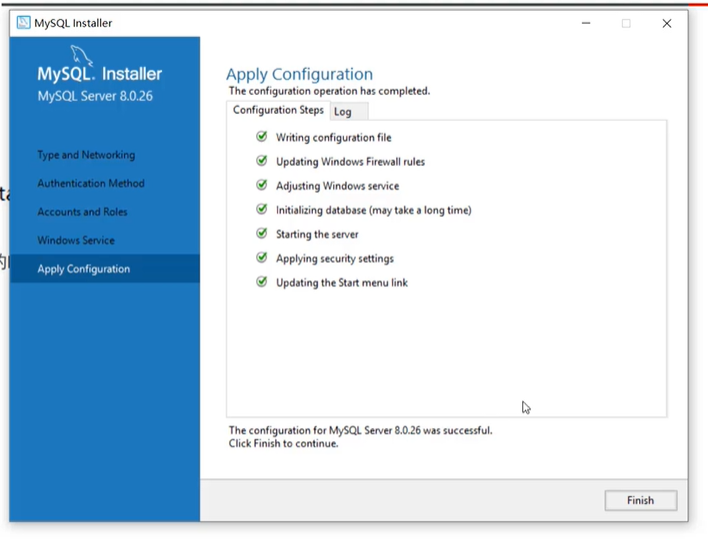 MySQL Installer
MySQL. Installer
MySQL Server 8.0.26
Type and Networking
Authentication Method
Accounts and Roles
Windows Service
Apply Configuration
Apply Configuration
The configuration operation has completed.
Configuration Steps
Log
Writing configuration file
Updating Windows Firewall rules
Adjusting Windows service
Initializing database (may take a long time)
Starting the server
Applying security settings
Updating the Start menu link
The configuration for MySQL Server 8.0.26 was successful.
Click Finish to continue.
Finish